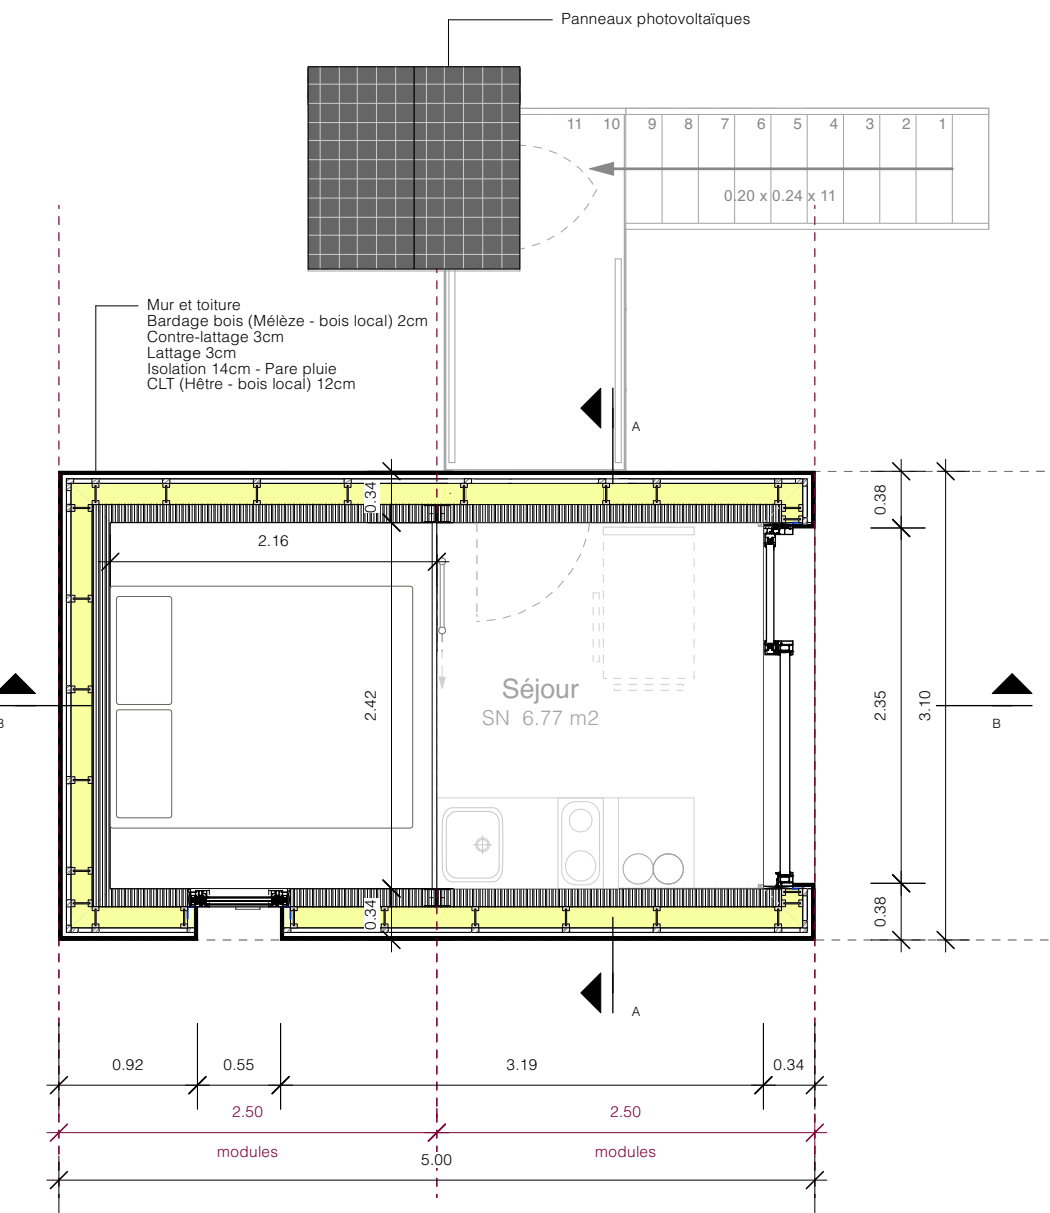 Panneaux photovoltaïques
11 10 9 8 7 6 5 4 3 2 1
0.20 x 0.24 x 11
Mur et toiture
Bardage bois (Mélèze - bois local) 2cm
Contre-lattage 3cm
Lattage 3cm
Isolation 14cm - Pare pluie
CLT (Hêtre - bois local) 12cm
A
0.34
0.38
2.16
Séjour
SN 6.77 m2
2.42
2.35
3.10
B
B
0.34
0.38
A
0.92
0.55
3.19
0.34
2.50
2.50
modules
modules
5.00